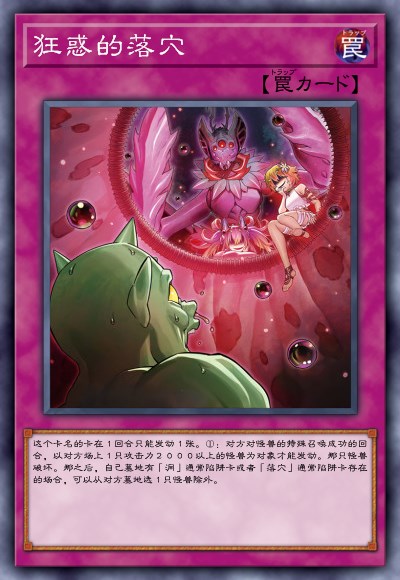 狂惑的落穴
罠
トラップ
【罠カード】
トラップ
这个卡名的卡在1回合只能发动1张。①：对方对怪兽的特殊召唤成功的回
合，以对方场上1只攻击力2000以上的怪兽为对象才能发动。那只怪兽
破坏。那之后，自己墓地有「洞」通常陷阱卡或者「落穴」通常陷阱卡存在
的场合，可以从对方墓地选1只怪兽除外。